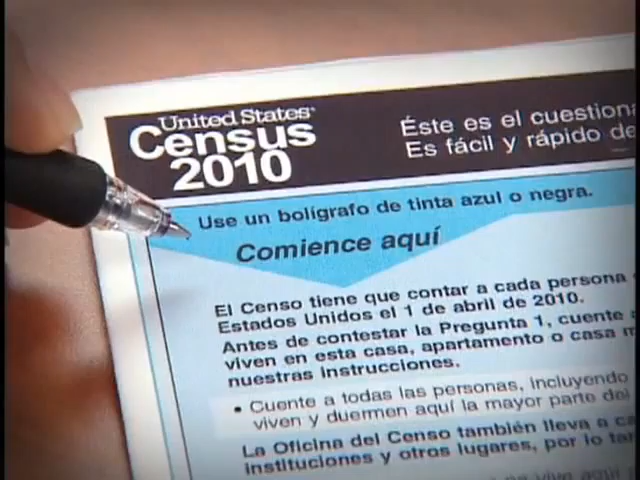 United States®
Census
2010
Éste es el cuestion
Es fácil y rápido de
Use un bolígrafo de tinta azul o negra.
Comience aquí
El Censo tiene que contar a cada persona
Estados Unidos el 1 de abril de 2010.
Antes de contestar la Pregunta 1, cuente
viven en esta casa, apartamento o casa m
nuestras instrucciones.
• Cuente a todas las personas, incluyendo
viven y duermen aquí la mayor parte del
La Oficina del Censo también lleva a ca
instituciones y otros lugares, por lo tan